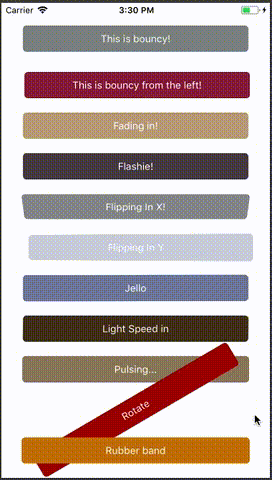 Carrier 3:30 PM
This is bouncy!
This is bouncy from the left!
Fading in!
Flashie!
Flipping In X!
Flipping In Y
Jello
Light Speed in
Pulsing...
Rotate
Rubber band